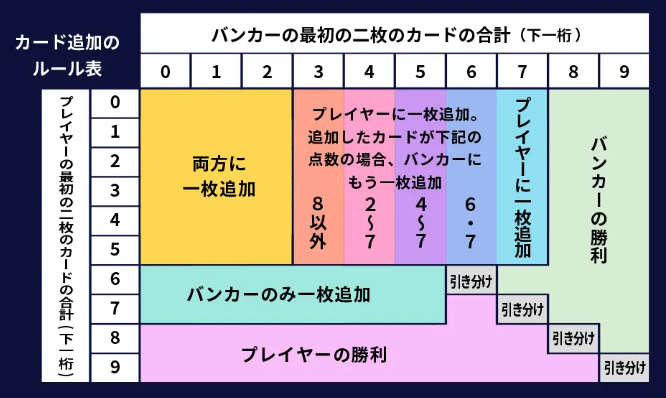 カード追加の
ルール表
バンカーの最初の二枚のカードの合計（下一桁）
0 1 2 3 4 5 6 7 8 9
プレイヤーの最初の二枚のカードの合計(下一桁)
0
1
2
3
4
5
6
7
8
9
両方に
一枚追加
プレイヤーに一枚追加。
追加したカードが下記の
点数の場合、バンカーに
もう一枚追加
8以外
2〜7
4〜7
6・7
プレイヤーに一枚追加
バンカーの勝利
バンカーのみ一枚追加
引き分け
引き分け
引き分け
プレイヤーの勝利
引き分け